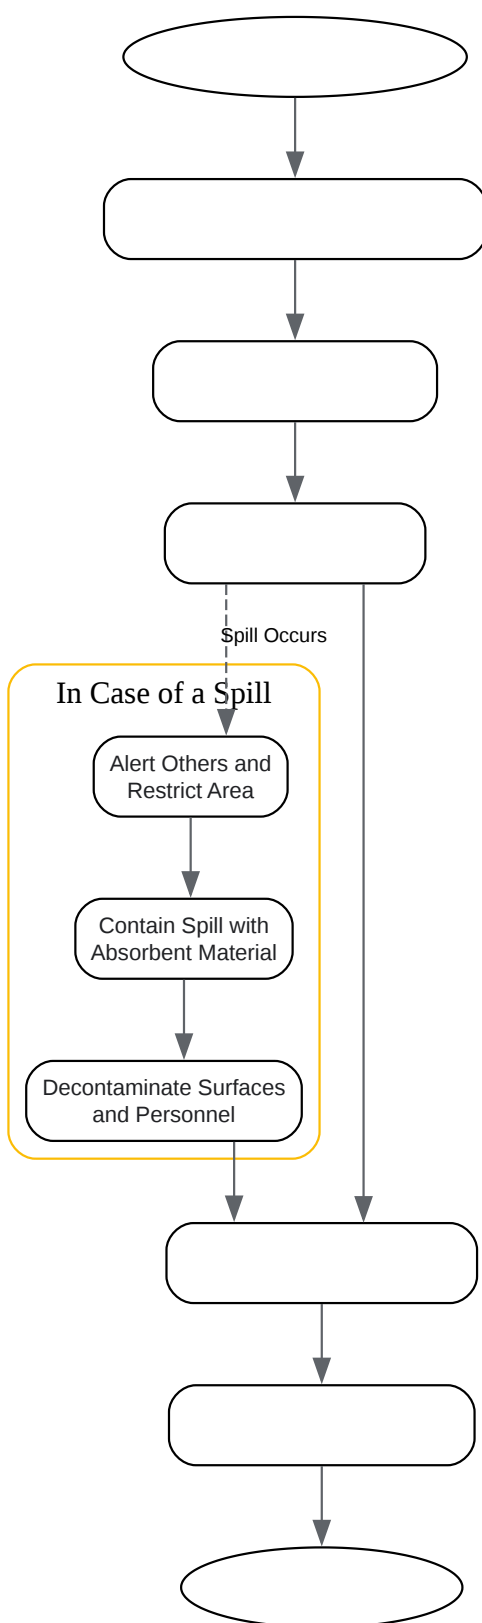 Spill Occurs
In Case of a Spill
Alert Others and
Restrict Area
Contain Spill with
Absorbent Material
Decontaminate Surfaces
and Personnel